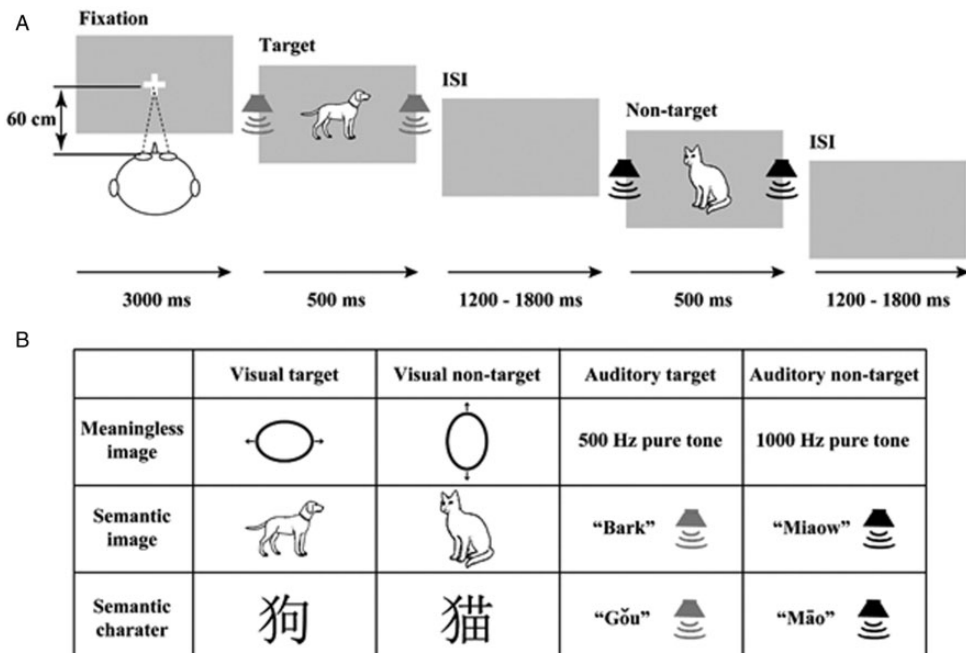 A
Fixation
Target
ISI
Non-target
ISI
60 cm
3000 ms
500 ms
1200 - 1800 ms
500 ms
1200 - 1800 ms
B
Visual target
Visual non-target
Auditory target
Auditory non-target
Meaningless
image
500 Hz pure tone
1000 Hz pure tone
Semantic
image
“Bark”
“Miaow”
Semantic
charater
狗
猫
“Gǒu”
“Māo”